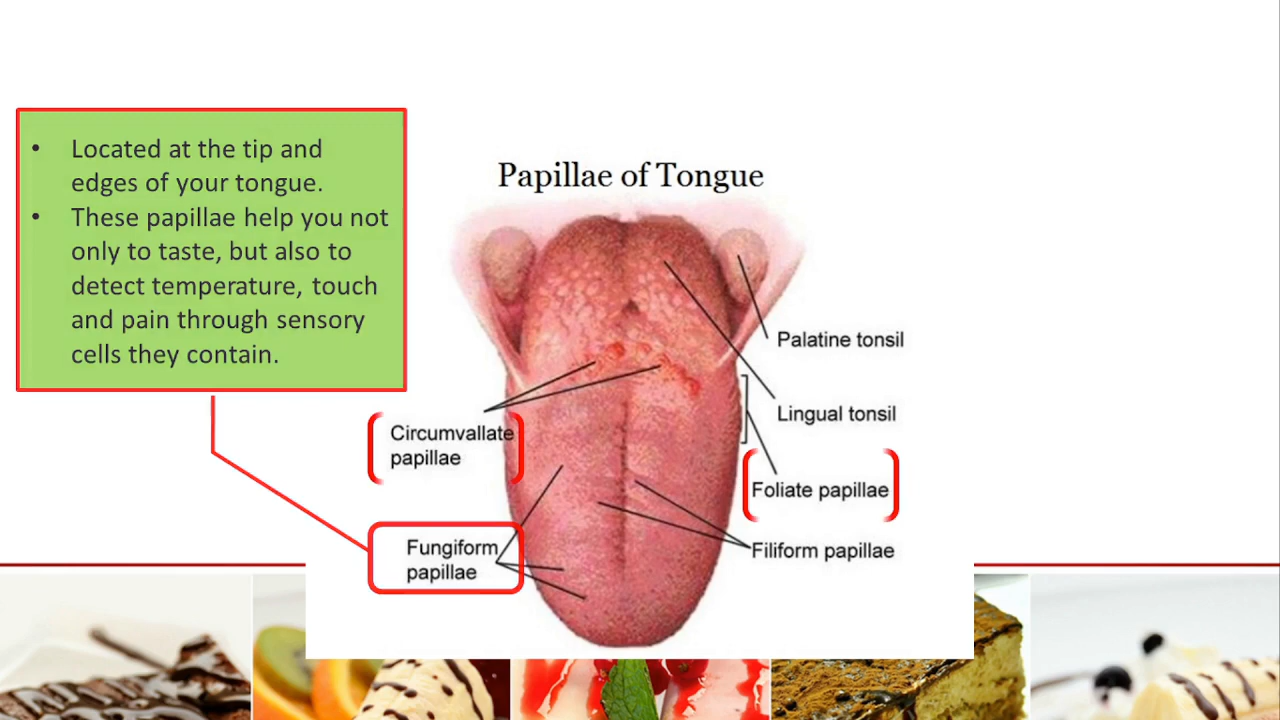 • Located at the tip and
edges of your tongue.
• These papillae help you not
only to taste, but also to
detect temperature, touch
and pain through sensory
cells they contain.
Papillae of Tongue
Palatine tonsil
Lingual tonsil
Circumvallate
papillae
Foliate papillae
Fungiform
papillae
Filiform papillae